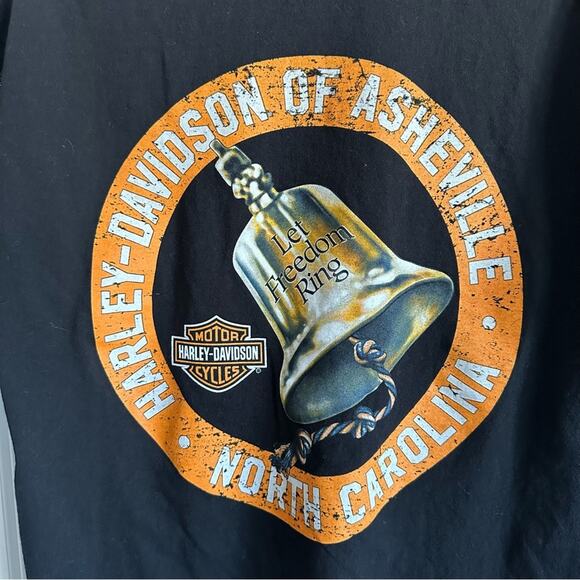 · HARLEY-DAVIDSON OF ASHEVILLE ·
Let
Freedom
Ring
MOTOR
HARLEY-DAVIDSON
CYCLES
®
NORTH CAROLINA